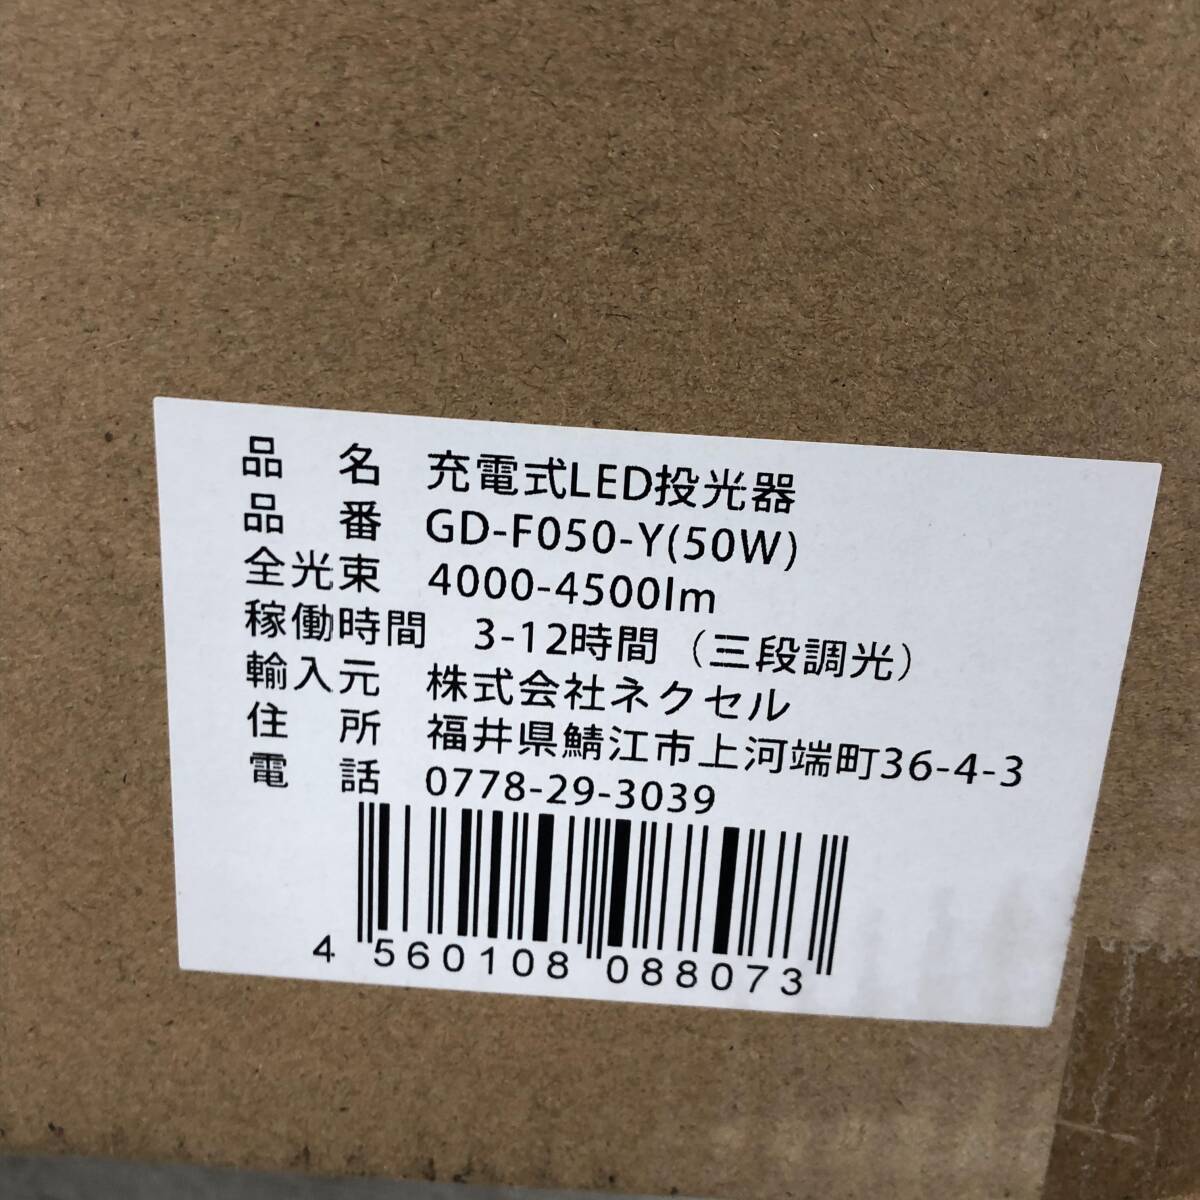 品　名　充電式LED投光器
品　番　GD-F050-Y(50W)
全光束　4000-4500lm
稼働時間　3-12時間（三段調光）
輸入元　株式会社ネクセル
住　所　福井県鯖江市上河端町36-4-3
電　話　0778-29-3039
4 560108 088073